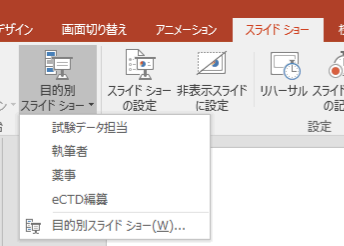 デザイン　画面切り替え　アニメーション　スライド ショー
目的別
スライド ショー
スライド ショー
の設定
非表示スライド
に設定
リハーサル
スライド
の記
設定
試験データ担当
執筆者
薬事
eCTD編纂
目的別スライド ショー(W)...